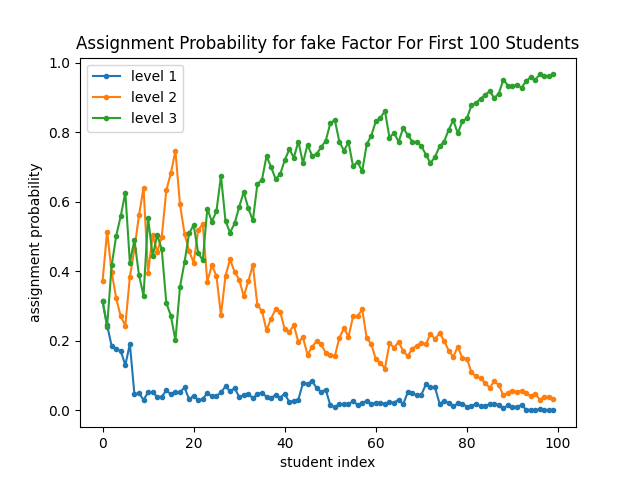 Assignment Probability for fake Factor For First 100 Students
1.0
0.8
0.6
0.4
0.2
0.0
assignment probability
level 1
level 2
level 3
0
20
40
60
80
100
student index